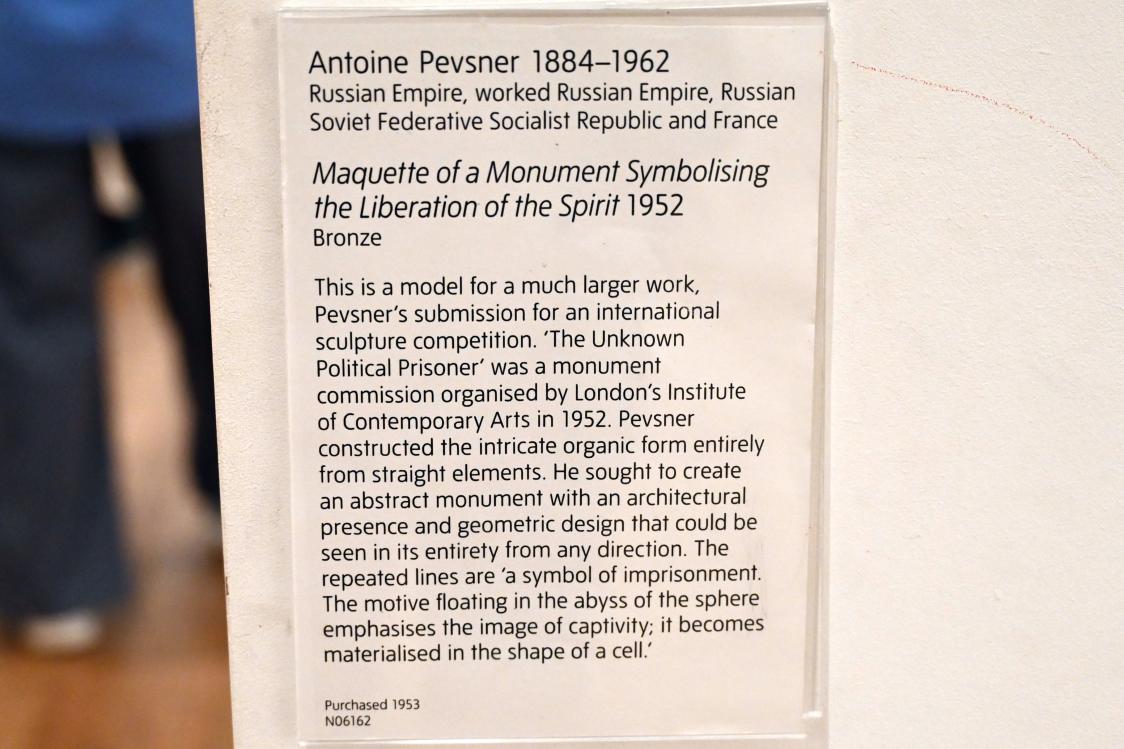 Antoine Pevsner 1884–1962
Russian Empire, worked Russian Empire, Russian
Soviet Federative Socialist Republic and France
Maquette of a Monument Symbolising
the Liberation of the Spirit 1952
Bronze
This is a model for a much larger work,
Pevsner's submission for an international
sculpture competition. ‘The Unknown
Political Prisoner’ was a monument
commission organised by London's Institute
of Contemporary Arts in 1952. Pevsner
constructed the intricate organic form entirely
from straight elements. He sought to create
an abstract monument with an architectural
presence and geometric design that could be
seen in its entirety from any direction. The
repeated lines are ‘a symbol of imprisonment.
The motive floating in the abyss of the sphere
emphasises the image of captivity; it becomes
materialised in the shape of a cell.’
Purchased 1953
N06162